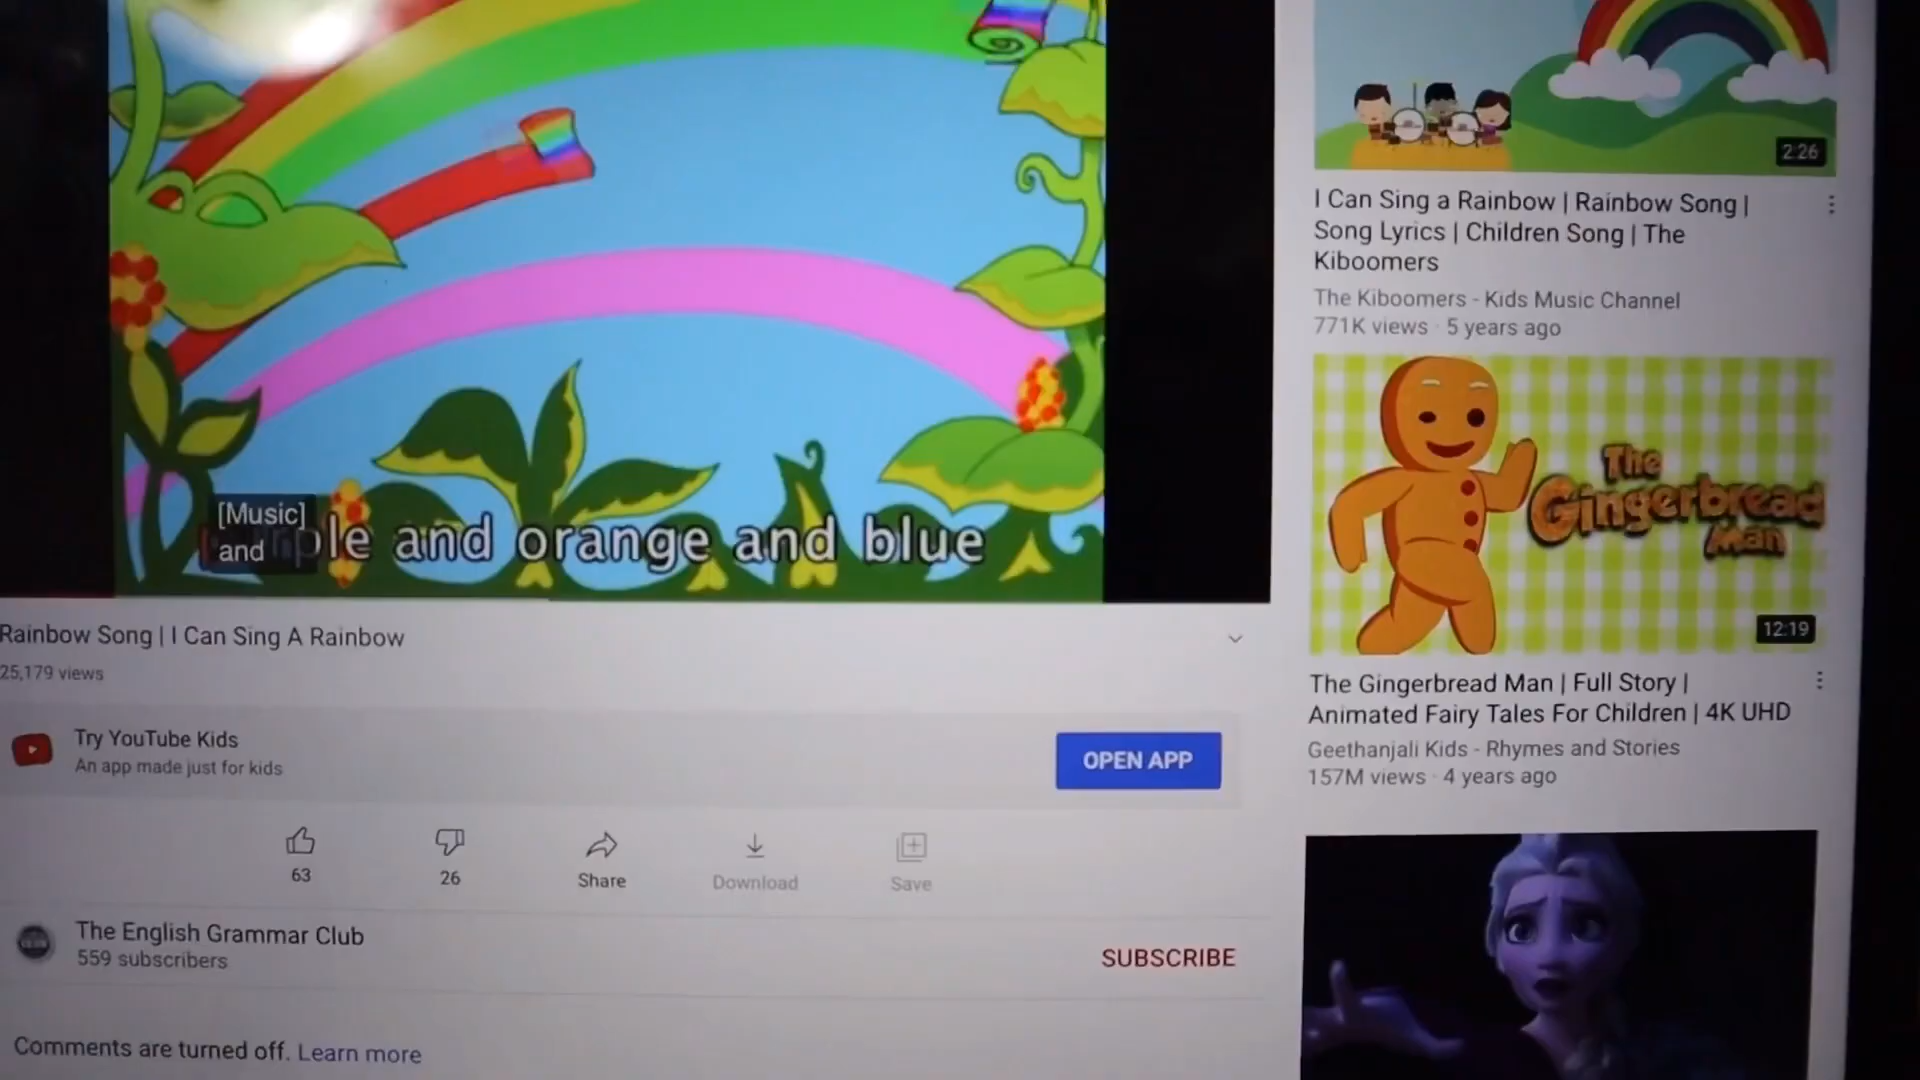 [Music]
and
and orange and blue
Rainbow Song | I Can Sing A Rainbow
25,179 views
Try YouTube Kids
An app made just for kids
OPEN APP
63
26
Share
Download
Save
The English Grammar Club
559 subscribers
SUBSCRIBE
Comments are turned off. Learn more
2:26
I Can Sing a Rainbow | Rainbow Song |
Song Lyrics | Children Song | The
Kiboomers
The Kiboomers - Kids Music Channel
771K views · 5 years ago
The
Gingerbread
Man
12:19
The Gingerbread Man | Full Story |
Animated Fairy Tales For Children | 4K UHD
Geethanjali Kids - Rhymes and Stories
157M views · 4 years ago